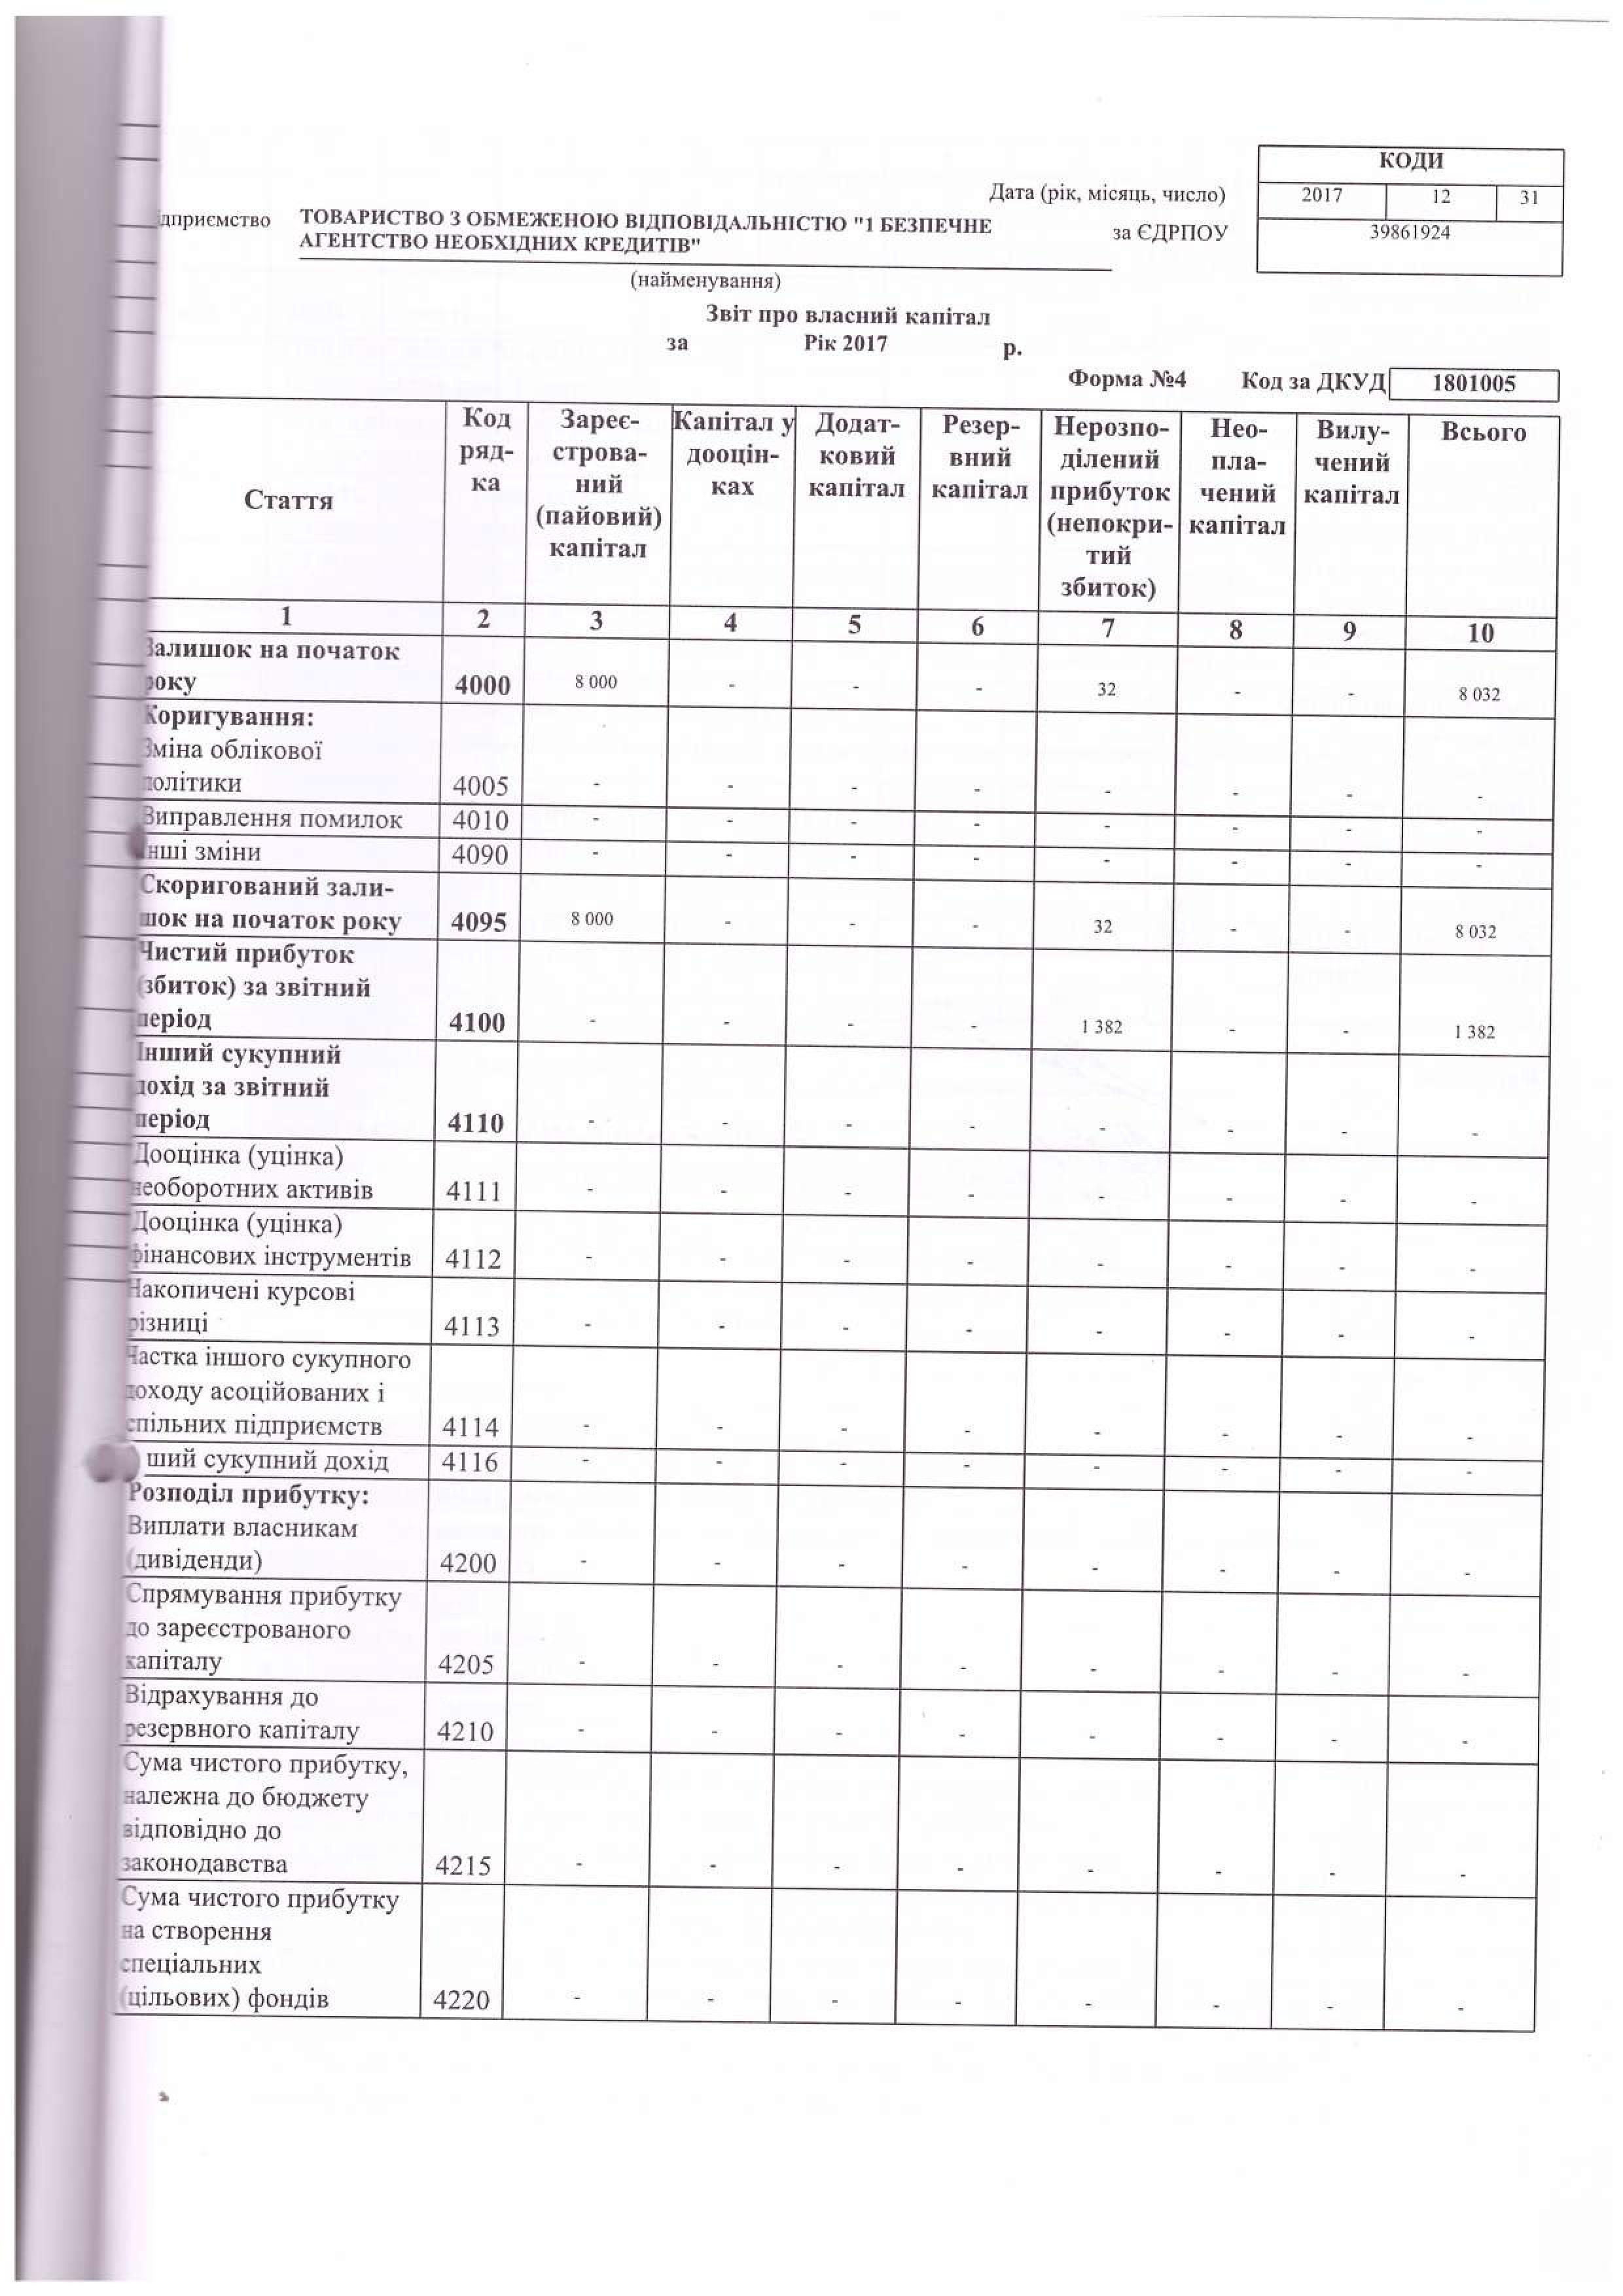 КОДИ
Дата (рік, місяць, число) 2017 12 31
ідприємство ТОВАРИСТВО З ОБМЕЖЕНОЮ ВІДПОВІДАЛЬНІСТЮ "1 БЕЗПЕЧНЕ
АГЕНТСТВО НЕОБХІДНИХ КРЕДИТІВ" за ЄДРПОУ 39861924
(найменування)
Звіт про власний капітал
за Рік 2017 р.
Форма №4 Код за ДКУД 1801005
Стаття
Код
ряд-
ка
Зареє-
строва-
ний
(пайовий)
капітал
Капітал у
дооцін-
ках
Додат-
ковий
капітал
Резер-
вний
капітал
Нерозпо-
ділений
прибуток
(непокри-
тий
збиток)
Нео-
пла-
чений
капітал
Вилу-
чений
капітал
Всього
1 2 3 4 5 6 7 8 9 10
Залишок на початок
року 4000 8 000 - - - 32 - - 8 032
Коригування:
Зміна облікової
політики 4005 - - - - - - - -
Виправлення помилок 4010 - - - - - - - -
Інші зміни 4090 - - - - - - - -
Скоригований зали-
шок на початок року 4095 8 000 - - - 32 - - 8 032
Чистий прибуток
(збиток) за звітний
період 4100 - - - - 1 382 - - 1 382
Інший сукупний
дохід за звітний
період 4110 - - - - - - - -
Дооцінка (уцінка)
необоротних активів 4111 - - - - - - - -
Дооцінка (уцінка)
фінансових інструментів 4112 - - - - - - - -
Накопичені курсові
різниці 4113 - - - - - - - -
Частка іншого сукупного
доходу асоційованих і
спільних підприємств 4114 - - - - - - - -
ший сукупний дохід 4116 - - - - - - - -
Розподіл прибутку:
Виплати власникам
(дивіденди) 4200 - - - - - - - -
Спрямування прибутку
до зареєстрованого
капіталу 4205 - - - - - - - -
Відрахування до
резервного капіталу 4210 - - - - - - - -
Сума чистого прибутку,
належна до бюджету
відповідно до
законодавства 4215 - - - - - - - -
Сума чистого прибутку
на створення
спеціальних
(цільових) фондів 4220 - - - - - - - -